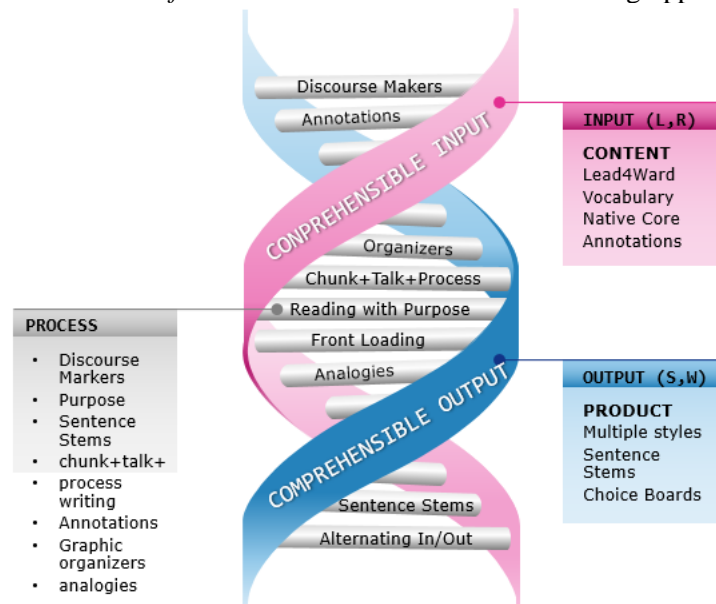 Discourse Makers
Annotations
CONPREHENSIBLE INPUT
Organizers
Chunk+Talk+Process
Reading with Purpose
Front Loading
Analogies
COMPREHENSIBLE OUTPUT
Sentence Stems
Alternating In/Out
INPUT (L,R)
CONTENT
Lead4Ward
Vocabulary
Native Core
Annotations
PROCESS
• Discourse
Markers
• Purpose
• Sentence
Stems
• chunk+talk+
• process
writing
• Annotations
• Graphic
organizers
• analogies
OUTPUT (S,W)
PRODUCT
Multiple styles
Sentence
Stems
Choice Boards